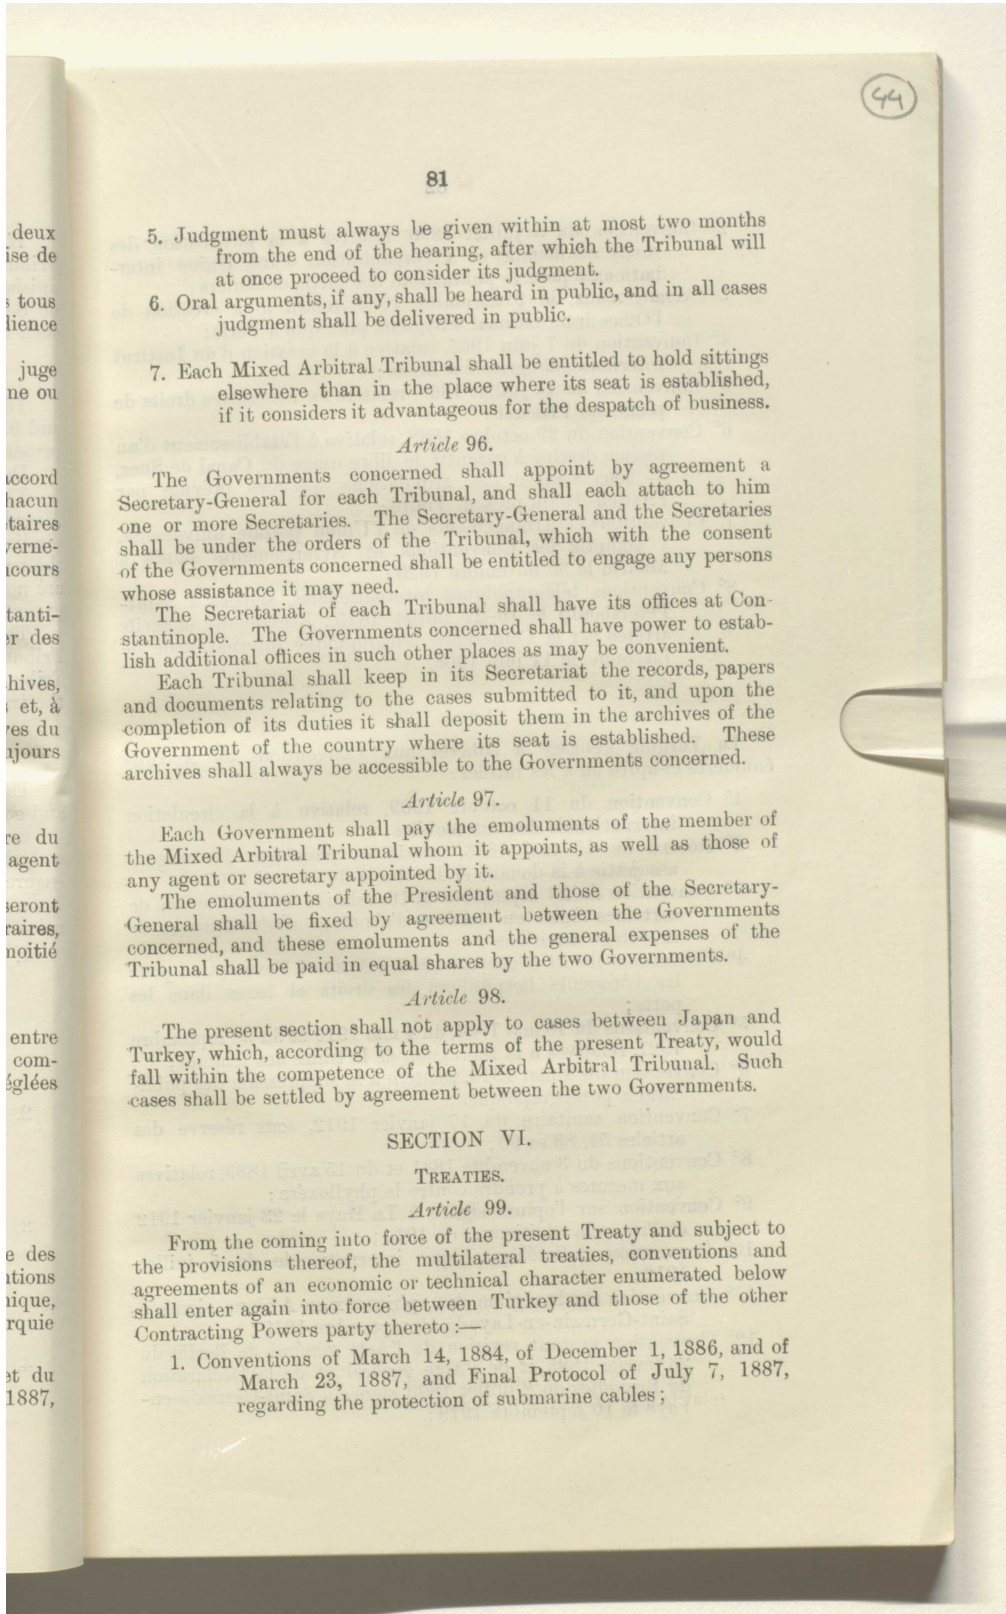 44
81
5. Judgment must always be given within at most two months
from the end of the hearing, after which the Tribunal will
at once proceed to consider its judgment.
6. Oral arguments, if any, shall be heard in public, and in all cases
judgment shall be delivered in public.
7. Each Mixed Arbitral Tribunal shall be entitled to hold sittings
elsewhere than in the place where its seat is established,
if it considers it advantageous for the despatch of business.
Article 96.
The Governments concerned shall appoint by agreement a
Secretary-General for each Tribunal, and shall each attach to him
one or more Secretaries. The Secretary-General and the Secretaries
shall be under the orders of the Tribunal, which with the consent
of the Governments concerned shall be entitled to engage any persons
whose assistance it may need.
The Secretariat of each Tribunal shall have its offices at Con-
stantinople. The Governments concerned shall have power to estab-
lish additional offices in such other places as may be convenient.
Each Tribunal shall keep in its Secretariat the records, papers
and documents relating to the cases submitted to it, and upon the
completion of its duties it shall deposit them in the archives of the
Government of the country where its seat is established. These
archives shall always be accessible to the Governments concerned.
Article 97.
Each Government shall pay the emoluments of the member of
the Mixed Arbitral Tribunal whom it appoints, as well as those of
any agent or secretary appointed by it.
The emoluments of the President and those of the Secretary-
General shall be fixed by agreement between the Governments
concerned, and these emoluments and the general expenses of the
Tribunal shall be paid in equal shares by the two Governments.
Article 98.
The present section shall not apply to cases between Japan and
Turkey, which, according to the terms of the present Treaty, would
fall within the competence of the Mixed Arbitral Tribunal. Such
cases shall be settled by agreement between the two Governments.
SECTION VI.
TREATIES.
Article 99.
From the coming into force of the present Treaty and subject to
the provisions thereof, the multilateral treaties, conventions and
agreements of an economic or technical character enumerated below
shall enter again into force between Turkey and those of the other
Contracting Powers party thereto :—
1. Conventions of March 14, 1884, of December 1, 1886, and of
March 23, 1887, and Final Protocol of July 7, 1887,
regarding the protection of submarine cables ;